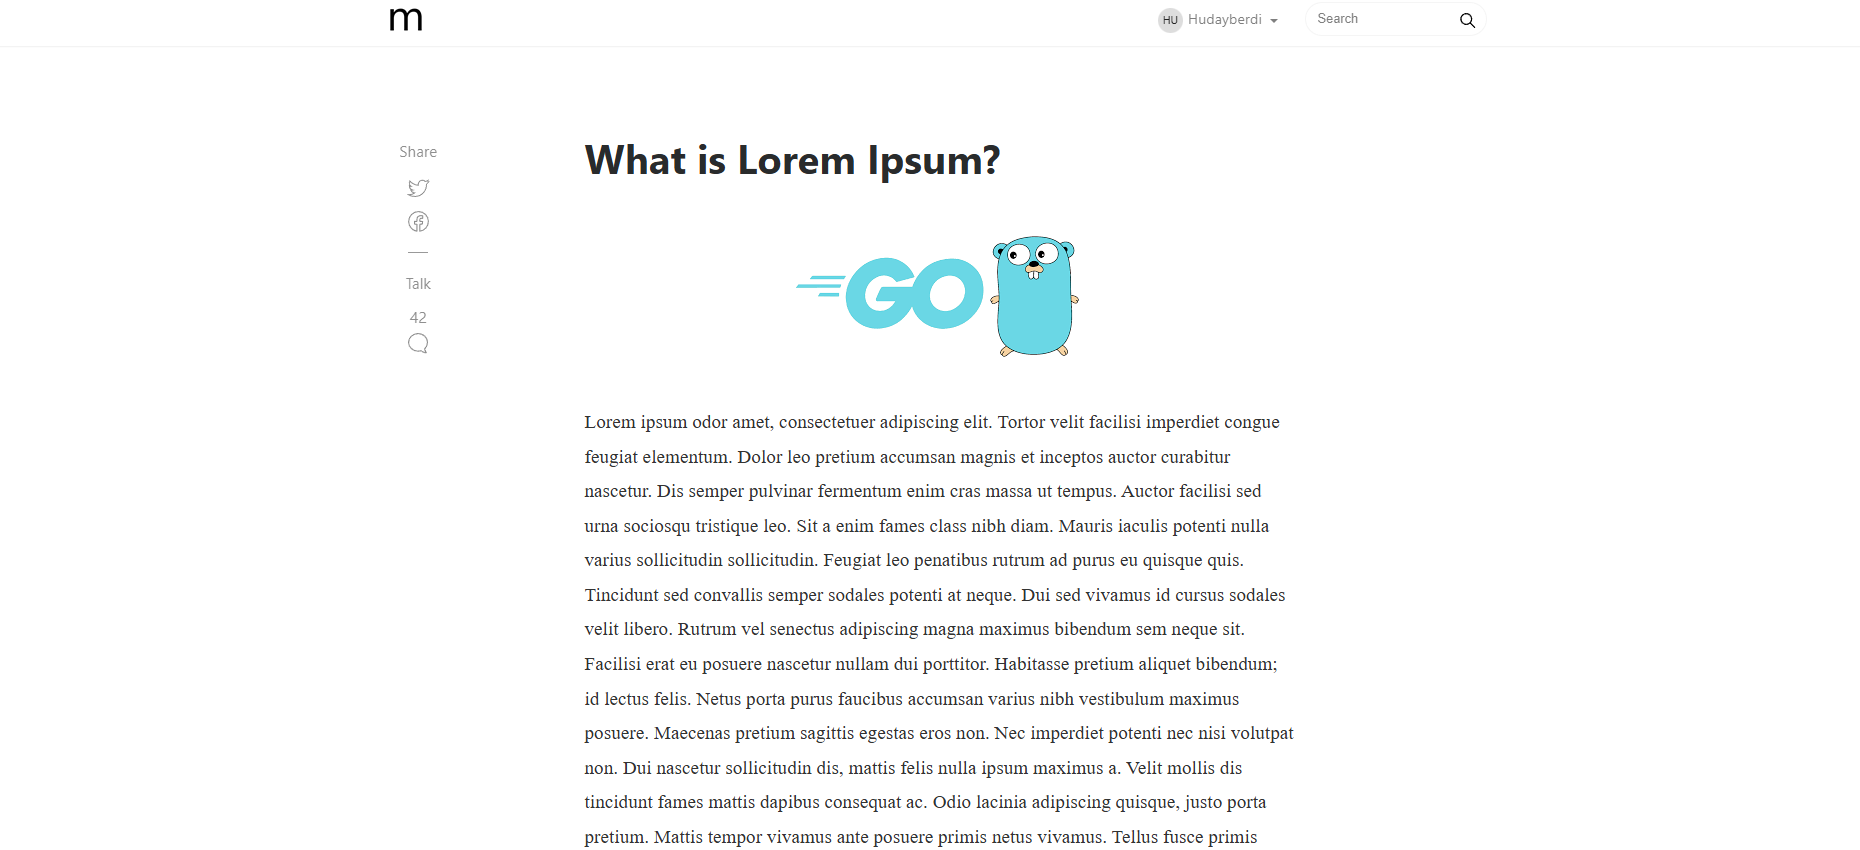 m
HU Hudayberdi
Search
Share
Talk
42
What is Lorem Ipsum?
GO
Lorem ipsum odor amet, consectetuer adipiscing elit. Tortor velit facilisi imperdiet congue
feugiat elementum. Dolor leo pretium accumsan magnis et inceptos auctor curabitur
nascetur. Dis semper pulvinar fermentum enim cras massa ut tempus. Auctor facilisi sed
urna sociosqu tristique leo. Sit a enim fames class nibh diam. Mauris iaculis potenti nulla
varius sollicitudin sollicitudin. Feugiat leo penatibus rutrum ad purus eu quisque quis.
Tincidunt sed convallis semper sodales potenti at neque. Dui sed vivamus id cursus sodales
velit libero. Rutrum vel senectus adipiscing magna maximus bibendum sem neque sit.
Facilisi erat eu posuere nascetur nullam dui porttitor. Habitasse pretium aliquet bibendum;
id lectus felis. Netus porta purus faucibus accumsan varius nibh vestibulum maximus
posuere. Maecenas pretium sagittis egestas eros non. Nec imperdiet potenti nec nisi volutpat
non. Dui nascetur sollicitudin dis, mattis felis nulla ipsum maximus a. Velit mollis dis
tincidunt fames mattis dapibus consequat ac. Odio lacinia adipiscing quisque, justo porta
pretium. Mattis tempor vivamus ante posuere primis netus vivamus. Tellus fusce primis